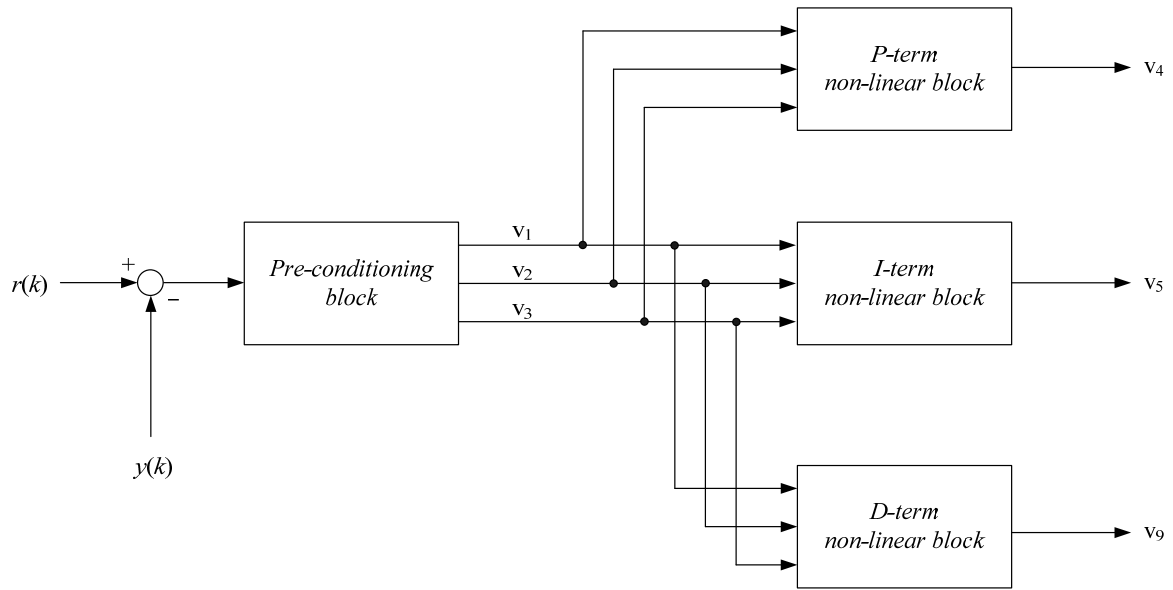 P-term
non-linear block
v₄
v₁
Pre-conditioning
block
v₂
v₃
I-term
non-linear block
v₅
+
r(k)
−
y(k)
D-term
non-linear block
v₉